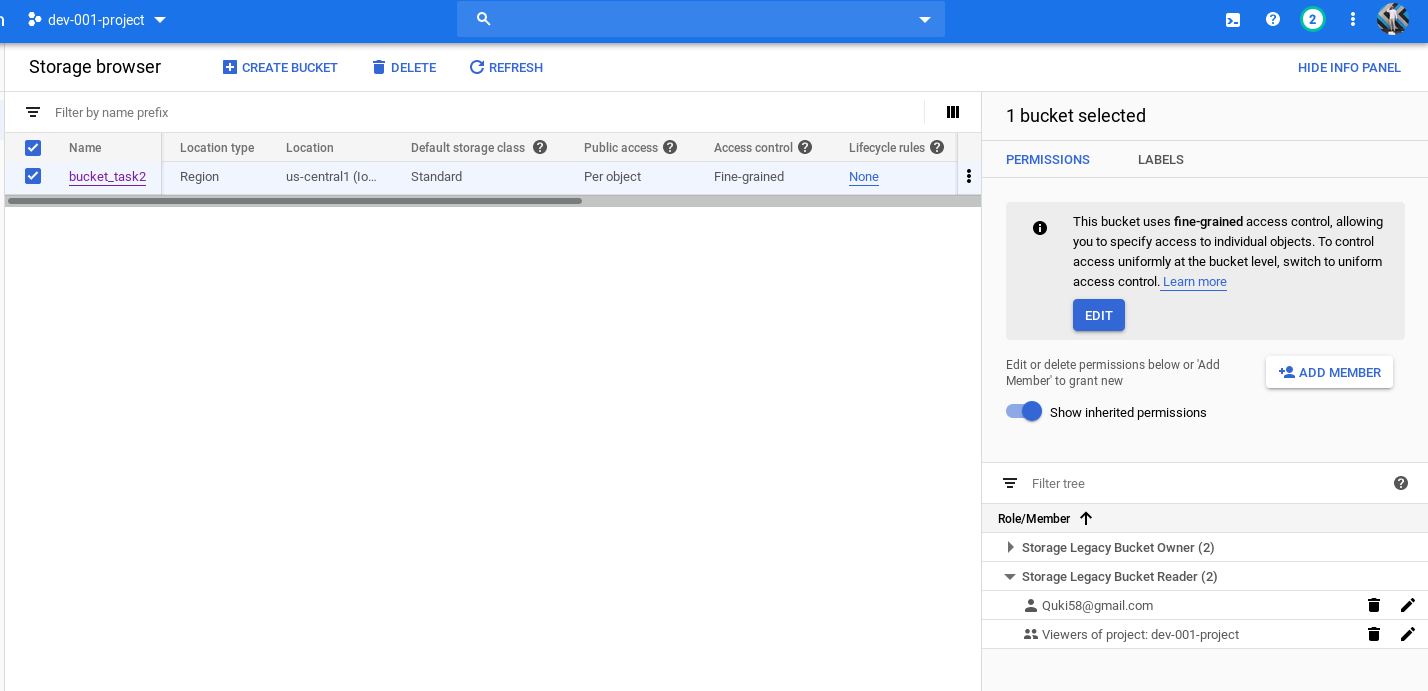 dev-001-project
2
Storage browser
CREATE BUCKET
DELETE
REFRESH
HIDE INFO PANEL
Filter by name prefix
Name Location type Location Default storage class Public access Access control Lifecycle rules
bucket_task2 Region us-central1 (Io... Standard Per object Fine-grained None
1 bucket selected
PERMISSIONS LABELS
This bucket uses fine-grained access control, allowing
you to specify access to individual objects. To control
access uniformly at the bucket level, switch to uniform
access control. Learn more
EDIT
Edit or delete permissions below or 'Add
Member' to grant new
ADD MEMBER
Show inherited permissions
Filter tree
Role/Member
Storage Legacy Bucket Owner (2)
Storage Legacy Bucket Reader (2)
Quki58@gmail.com
Viewers of project: dev-001-project